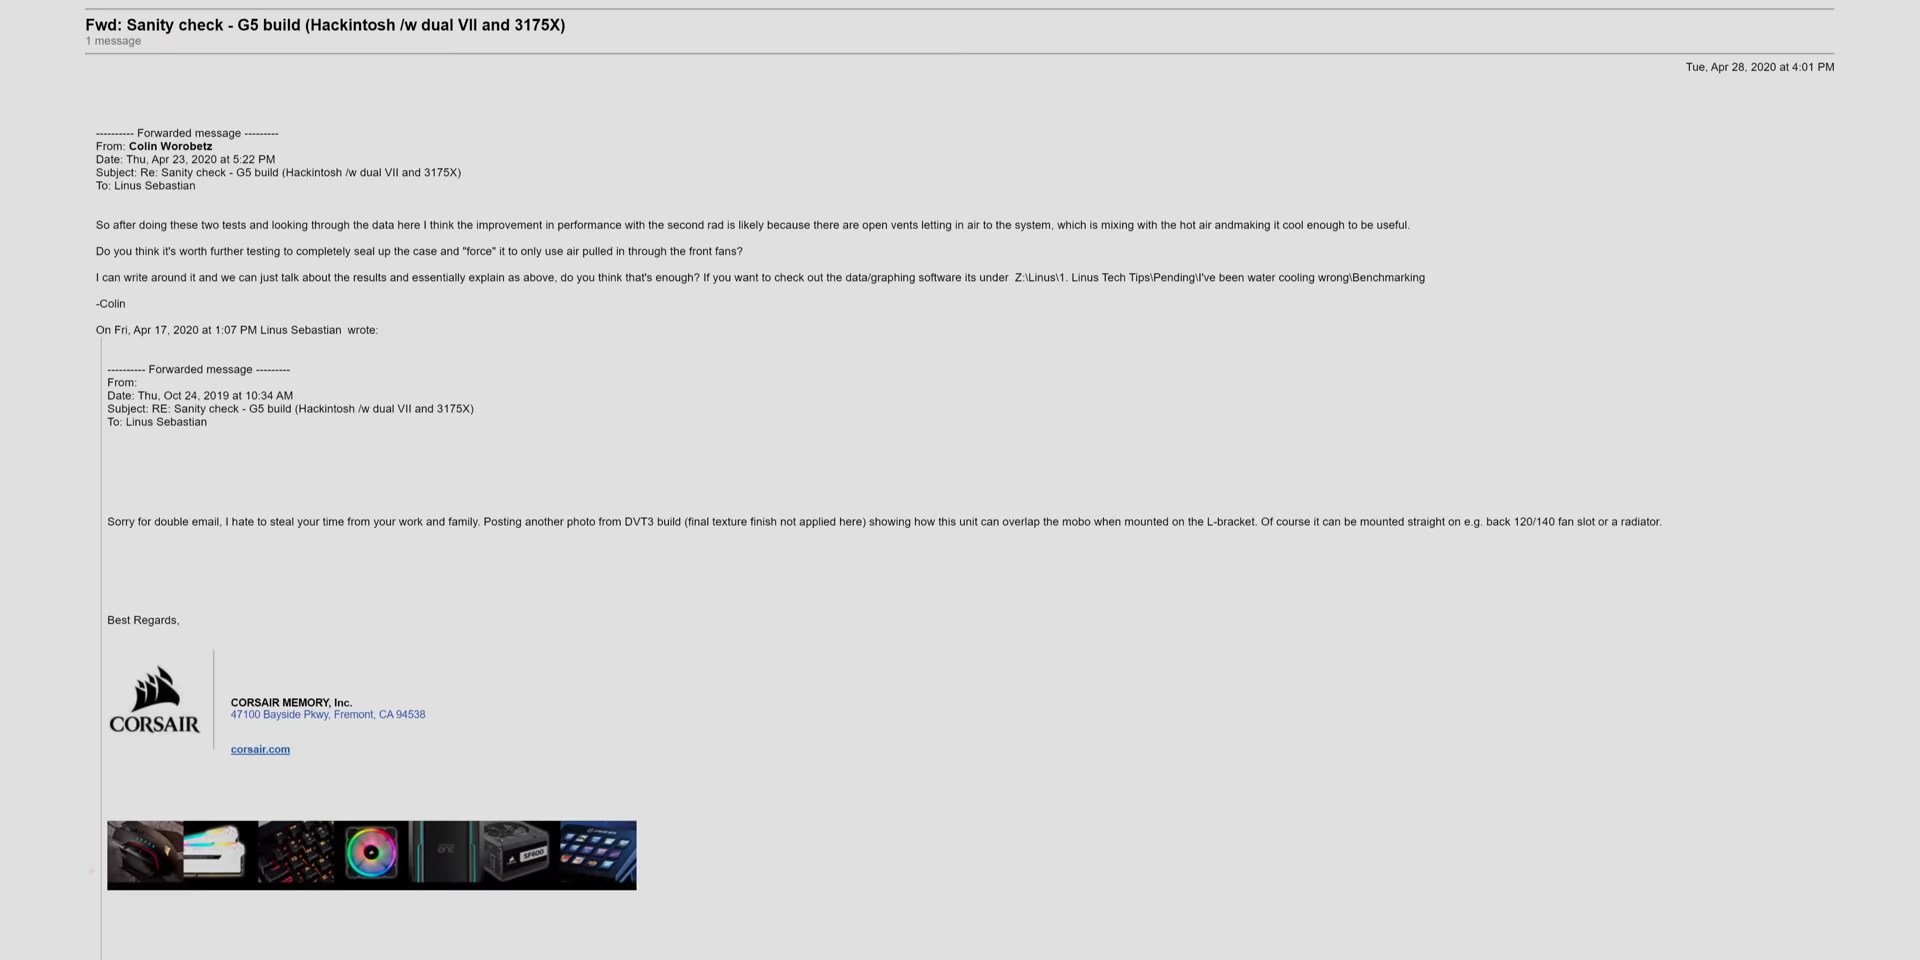 Fwd: Sanity check - G5 build (Hackintosh /w dual VII and 3175X)
1 message
Tue, Apr 28, 2020 at 4:01 PM
---------- Forwarded message ---------
From: Colin Worobetz
Date: Thu, Apr 23, 2020 at 5:22 PM
Subject: Re: Sanity check - G5 build (Hackintosh /w dual VII and 3175X)
To: Linus Sebastian
So after doing these two tests and looking through the data here I think the improvement in performance with the second rad is likely because there are open vents letting in air to the system, which is mixing with the hot air andmaking it cool enough to be useful.
Do you think it's worth further testing to completely seal up the case and "force" it to only use air pulled in through the front fans?
I can write around it and we can just talk about the results and essentially explain as above, do you think that's enough? If you want to check out the data/graphing software its under  Z:\Linus\1. Linus Tech Tips\Pending\I've been water cooling wrong\Benchmarking
-Colin
On Fri, Apr 17, 2020 at 1:07 PM Linus Sebastian  wrote:
---------- Forwarded message ---------
From:
Date: Thu, Oct 24, 2019 at 10:34 AM
Subject: RE: Sanity check - G5 build (Hackintosh /w dual VII and 3175X)
To: Linus Sebastian
Sorry for double email, I hate to steal your time from your work and family. Posting another photo from DVT3 build (final texture finish not applied here) showing how this unit can overlap the mobo when mounted on the L-bracket. Of course it can be mounted straight on e.g. back 120/140 fan slot or a radiator.
Best Regards,
CORSAIR
CORSAIR MEMORY, Inc.
47100 Bayside Pkwy, Fremont, CA 94538
corsair.com
ONE
SF600